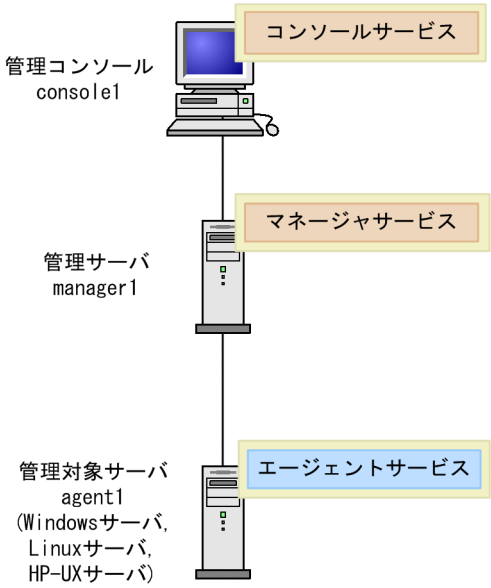 コンソールサービス
管理コンソール
console1
マネージャサービス
管理サーバ
manager1
エージェントサービス
管理対象サーバ
agent1
(Windowsサーバ,
Linuxサーバ,
HP-UXサーバ)